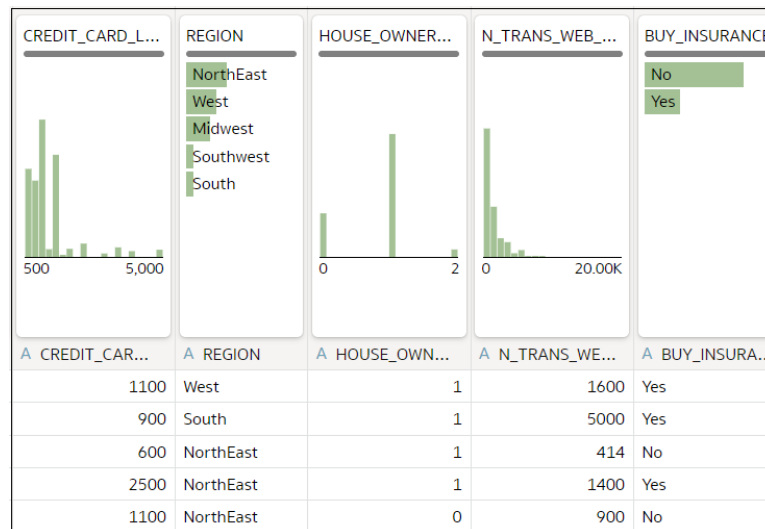 CREDIT_CARD_L... REGION HOUSE_OWNER... N_TRANS_WEB_... BUY_INSURANCE
NorthEast No
West Yes
Midwest
Southwest
South
500 5,000 0 2 0 20.00K
A CREDIT_CAR... A REGION A HOUSE_OWN... A N_TRANS_WE... A BUY_INSURA...
1100 West 1 1600 Yes
900 South 1 5000 Yes
600 NorthEast 1 414 No
2500 NorthEast 1 1400 Yes
1100 NorthEast 0 900 No